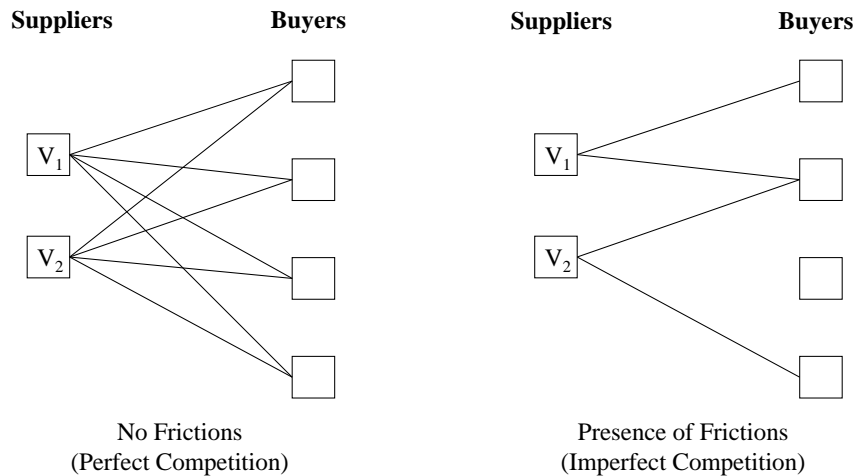 Suppliers
Buyers
V1
V2
No Frictions
(Perfect Competition)
Suppliers
Buyers
V1
V2
Presence of Frictions
(Imperfect Competition)